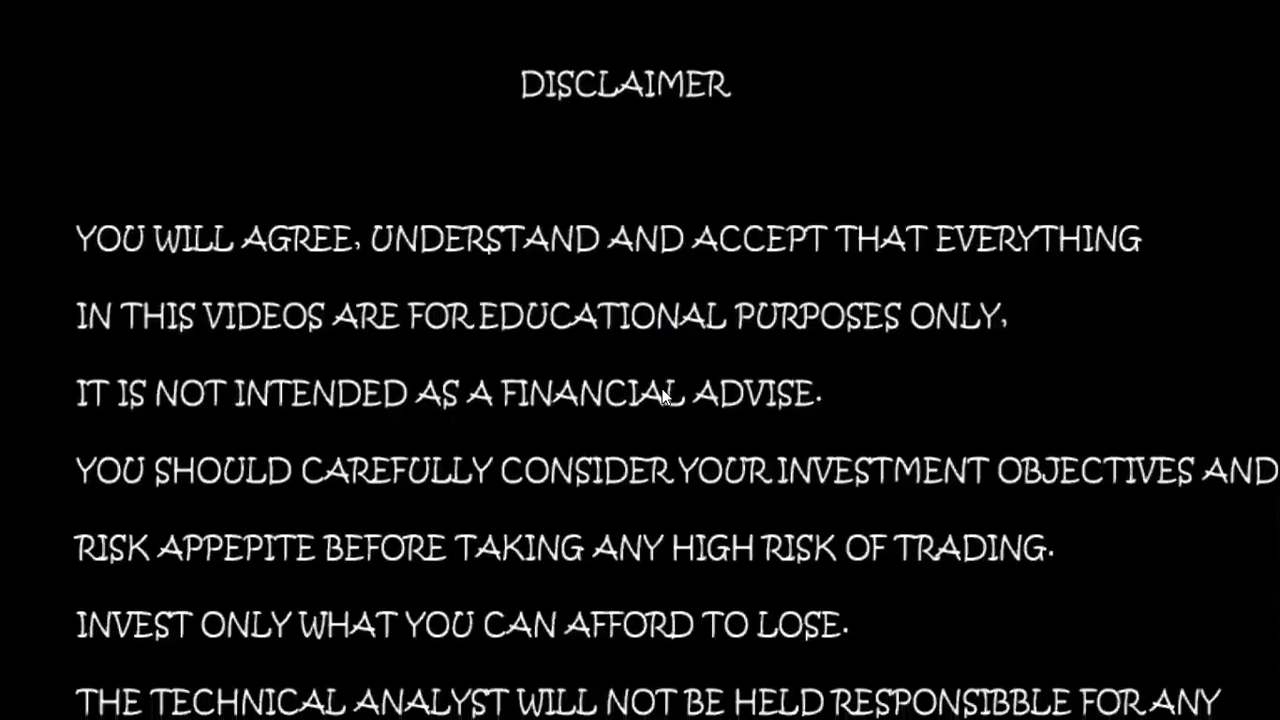 DISCLAIMER
YOU WILL AGREE, UNDERSTAND AND ACCEPT THAT EVERYTHING
IN THIS VIDEOS ARE FOR EDUCATIONAL PURPOSES ONLY,
IT IS NOT INTENDED AS A FINANCIAL ADVISE.
YOU SHOULD CAREFULLY CONSIDER YOUR INVESTMENT OBJECTIVES AND
RISK APPEPITE BEFORE TAKING ANY HIGH RISK OF TRADING.
INVEST ONLY WHAT YOU CAN AFFORD TO LOSE.
THE TECHNICAL ANALYST WILL NOT BE HELD RESPONSIBBLE FOR ANY